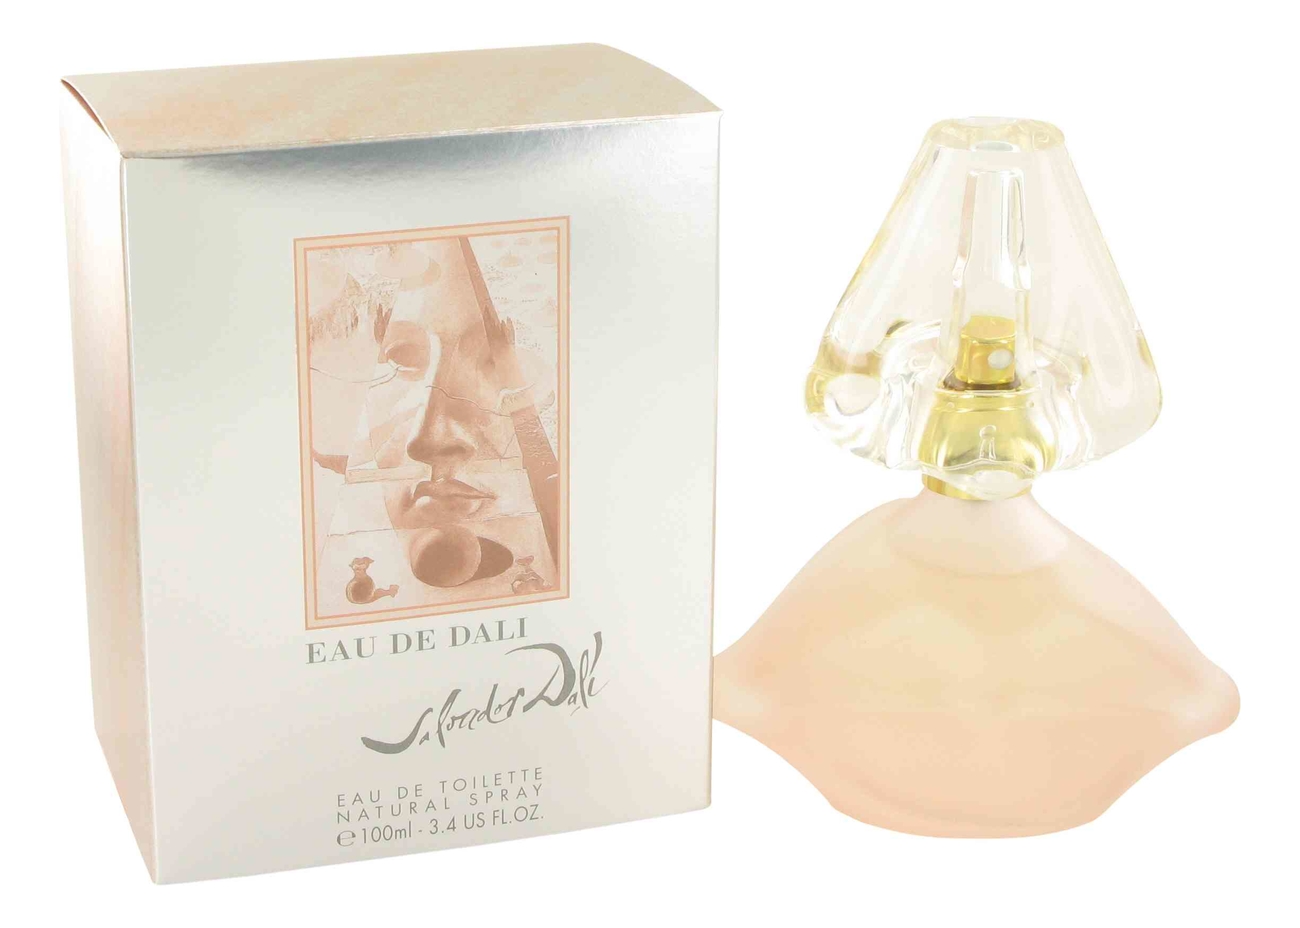 EAU DE DALI
Salvador Dalí
EAU DE TOILETTE
NATURAL SPRAY
℮100ml - 3.4 US FL.OZ.